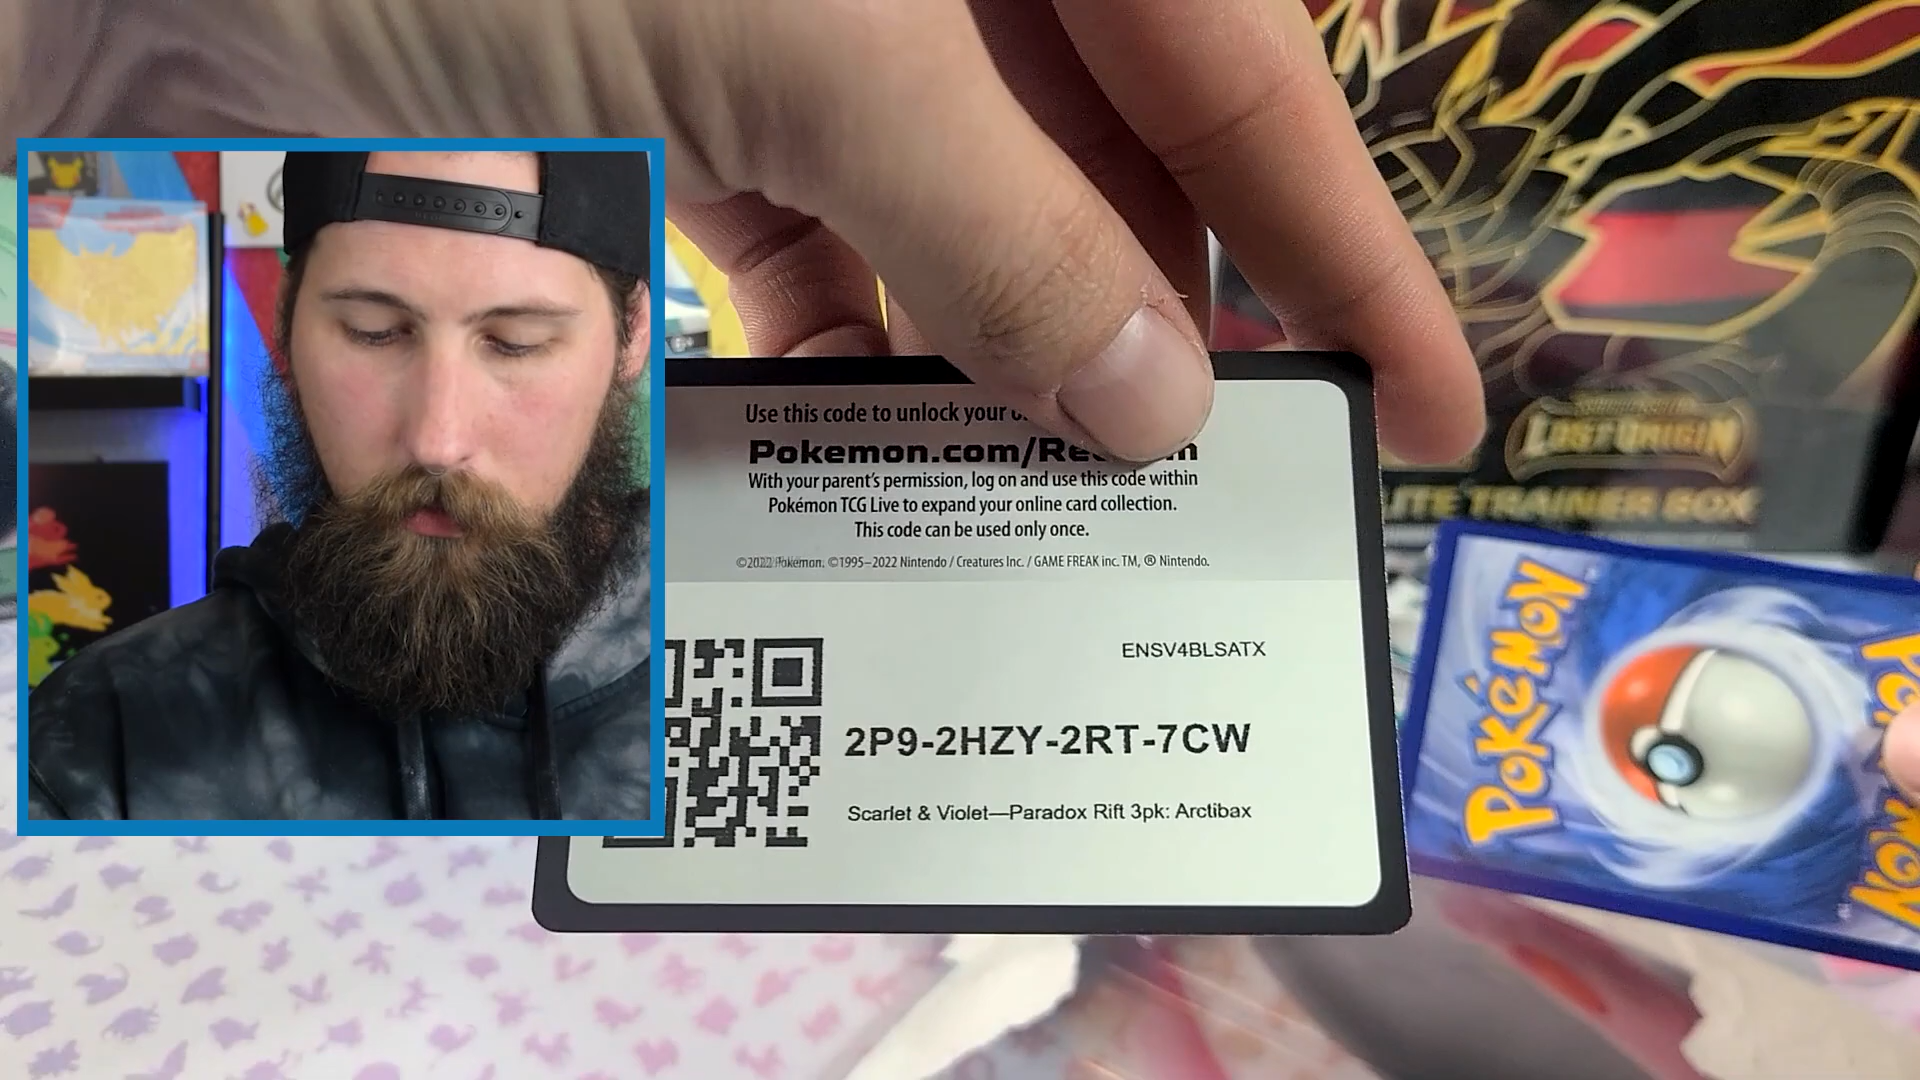 Use this code to unlock your
Pokemon.com/Re
With your parent's permission, log on and use this code within
Pokémon TCG Live to expand your online card collection.
This code can be used only once.
©2022 Pokémon. ©1995–2022 Nintendo / Creatures Inc. / GAME FREAK inc. TM, ® Nintendo.
ENSV4BLSATX
2P9-2HZY-2RT-7CW
Scarlet & Violet—Paradox Rift 3pk: Arctibax
LOST ORIGIN
TRAINER BOX
POKéMON